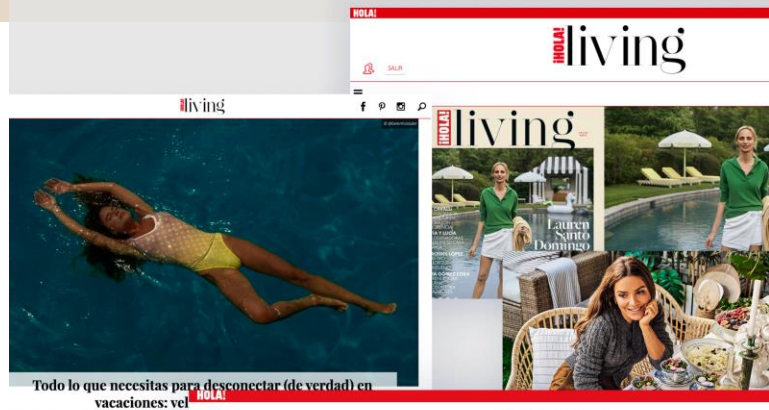 ¡HOLA!
¡HOLA! living
SALIR
¡HOLA! living
¡HOLA! living
Lauren
Santo
Domingo
Todo lo que necesitas para desconectar (de verdad) en
vacaciones: vel
¡HOLA!